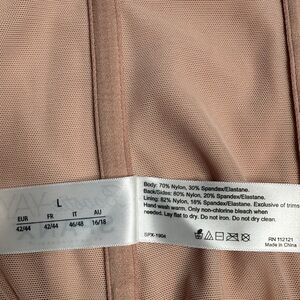 L
EUR FR IT AU
42/44 42/44 46/48 16/18
Body: 70% Nylon, 30% Spandex/Elastane.
Back/Sides: 80% Nylon, 20% Spandex/Elastane.
Lining: 82% Nylon, 18% Spandex/Elastane. Exclusive of trims
Hand wash warm. Only non-chlorine bleach when
needed. Lay flat to dry. Do not iron. Do not dry clean.
SPX-1904
RN 112121
Made in China